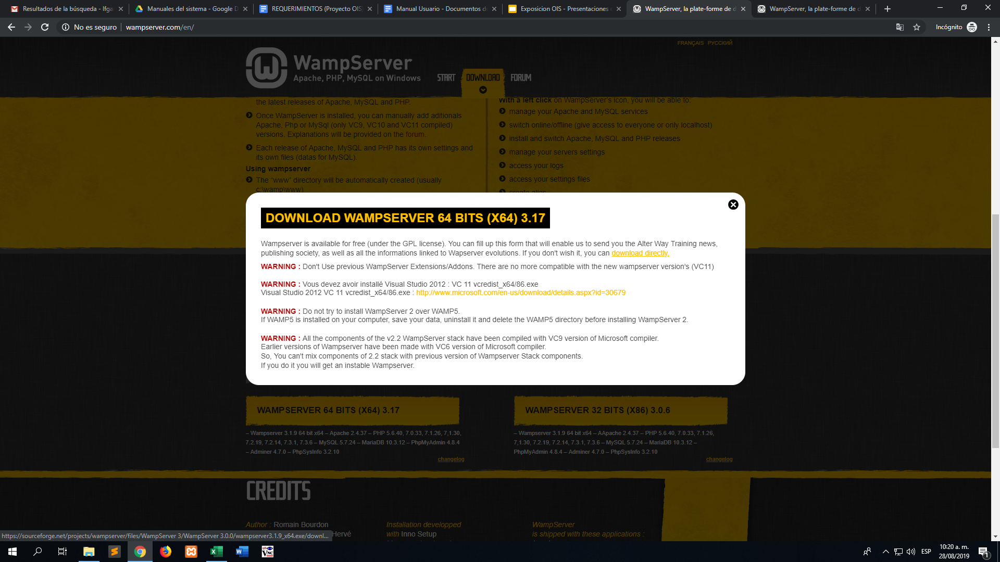 Resultados de la búsqueda - lfga
Manuales del sistema - Google D
REQUERIMIENTOS (Proyecto OIS)
Manual Usuario - Documentos de
Exposicion OIS - Presentaciones
WampServer, la plate-forme de d
WampServer, la plate-forme de d
No es seguro
wampserver.com/en/
Incógnito
FRANÇAIS РУССКИЙ
WampServer
Apache, PHP, MySQL on Windows
START DOWNLOAD FORUM
the latest releases of Apache, MySQL and PHP.
Once WampServer is installed, you can manually add aditionals
Apache, Php or MySql (only VC9, VC10 and VC11 compiled)
versions. Explanations will be provided on the forum.
Each release of Apache, MySQL and PHP has its own settings and
its own files (datas for MySQL).
Using wampserver
The “www” directory will be automatically created (usually
c:\wamp\www)
With a left click on WampServer’s icon, you will be able to:
manage your Apache and MySQL services
switch online/offline (give access to everyone or only localhost)
install and switch Apache, MySQL and PHP releases
manage your servers settings
access your logs
access your settings files
create alias
DOWNLOAD WAMPSERVER 64 BITS (X64) 3.17
Wampserver is available for free (under the GPL license). You can fill up this form that will enable us to send you the Alter Way Training news,
publishing society, as well as all the informations linked to Wapserver evolutions. If you don't wish it, you can download directly.
WARNING : Don't Use previous WampServer Extensions/Addons. There are no more compatible with the new wampserver version's (VC11)
WARNING : Vous devez avoir installé Visual Studio 2012 : VC 11 vcredist_x64/86.exe
Visual Studio 2012 VC 11 vcredist_x64/86.exe : http://www.microsoft.com/en-us/download/details.aspx?id=30679
WARNING : Do not try to install WampServer 2 over WAMP5.
If WAMP5 is installed on your computer, save your data, uninstall it and delete the WAMP5 directory before installing WampServer 2.
WARNING : All the components of the v2.2 WampServer stack have been compiled with VC9 version of Microsoft compiler.
Earlier versions of Wampserver have been made with VC6 version of Microsoft compiler.
So, You can't mix components of 2.2 stack with previous version of Wampserver Stack components.
If you do it you will get an instable Wampserver.
WAMPSERVER 64 BITS (X64) 3.17
– Wampserver 3.1.9 64 bit x64 – Apache 2.4.37 – PHP 5.6.40, 7.0.33, 7.1.26, 7,1.30,
7.2.19, 7.2.14, 7.3.1, 7.3.6 – MySQL 5.7.24 – MariaDB 10.3.12 – PhpMyAdmin 4.8.4
– Adminer 4.7.0 – PhpSysInfo 3.2.10
changelog
WAMPSERVER 32 BITS (X86) 3.0.6
– Wampserver 3.1.9 64 bit x64 – AApache 2.4.37 – PHP 5.6.40, 7.0.33, 7.1.26,
7,1.30, 7.2.19, 7.2.14, 7.3.1, 7.3.6 – MySQL 5.7.24 – MariaDB 10.3.12 –
PhpMyAdmin 4.8.4 – Adminer 4.7.0 – PhpSysInfo 3.2.10
changelog
CREDITS
Author : Romain Bourdon
Hervé
Installation developped
with Inno Setup
WampServer
is shipped with these applications :
https://sourceforge.net/projects/wampserver/files/WampServer 3/WampServer 3.0.0/wampserver3.1.9_x64.exe/downl...
ESP
10:20 a. m.
28/08/2019
1